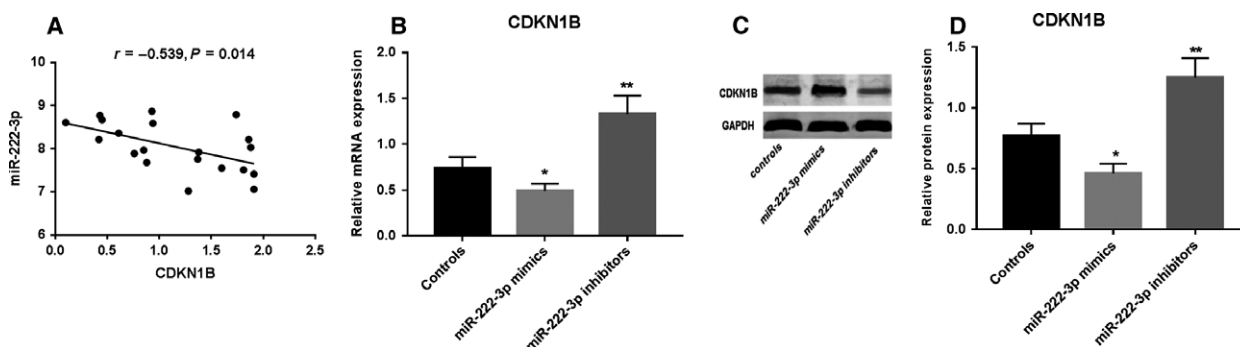 A
r = –0.539, P = 0.014
miR-222-3p
9
8
7
6
0.0
0.5
1.0
1.5
2.0
2.5
CDKN1B
B
CDKN1B
Relative mRNA expression
2.0
1.5
1.0
0.5
0.0
*
**
Controls
miR-222-3p mimics
miR-222-3p inhibitors
C
CDKN1B
GAPDH
controls
miR-222-3p mimics
miR-222-3p inhibitors
D
CDKN1B
Relative protein expression
1.5
1.0
0.5
0.0
*
**
Controls
miR-222-3p mimics
miR-222-3p inhibitors